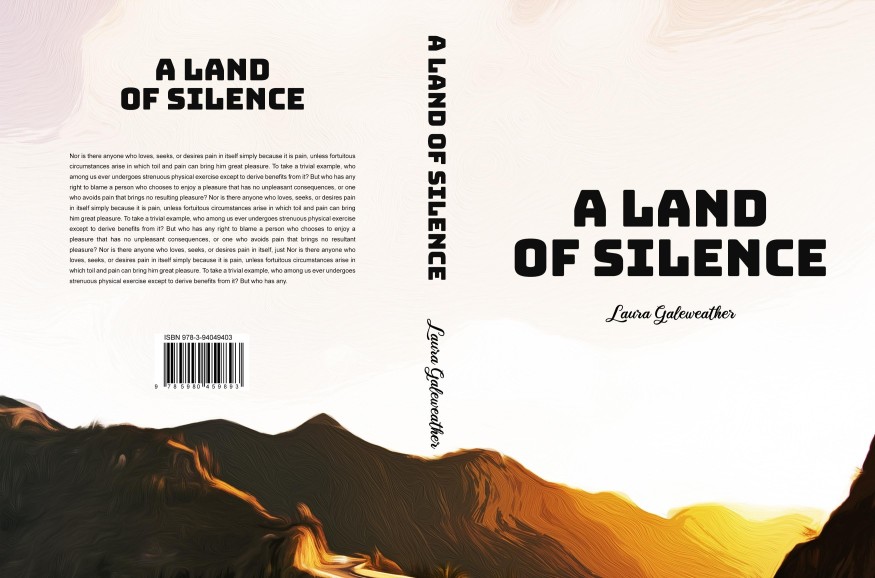 A LAND
OF SILENCE
Nor is there anyone who loves, seeks, or desires pain in itself simply because it is pain, unless fortuitous
circumstances arise in which toil and pain can bring him great pleasure. To take a trivial example, who
among us ever undergoes strenuous physical exercise except to derive benefits from it? But who has any
right to blame a person who chooses to enjoy a pleasure that has no unpleasant consequences, or one
who avoids pain that brings no resulting pleasure? Nor is there anyone who loves, seeks, or desires pain
in itself simply because it is pain, unless fortuitous circumstances arise in which toil and pain can bring
him great pleasure. To take a trivial example, who among us ever undergoes strenuous physical exercise
except to derive benefits from it? But who has any right to blame a person who chooses to enjoy a
pleasure that has no unpleasant consequences, or one who avoids pain that brings no resultant
pleasure? Nor is there anyone who loves, seeks, or desires pain in itself, just Nor is there anyone who
loves, seeks, or desires pain in itself simply because it is pain, unless fortuitous circumstances arise in
which toil and pain can bring him great pleasure. To take a trivial example, who among us ever undergoes
strenuous physical exercise except to derive benefits from it? But who has any.
ISBN 978-3-94049403
9 785980 459893
A LAND OF SILENCE
Laura Galeweather
A LAND
OF SILENCE
Laura Galeweather